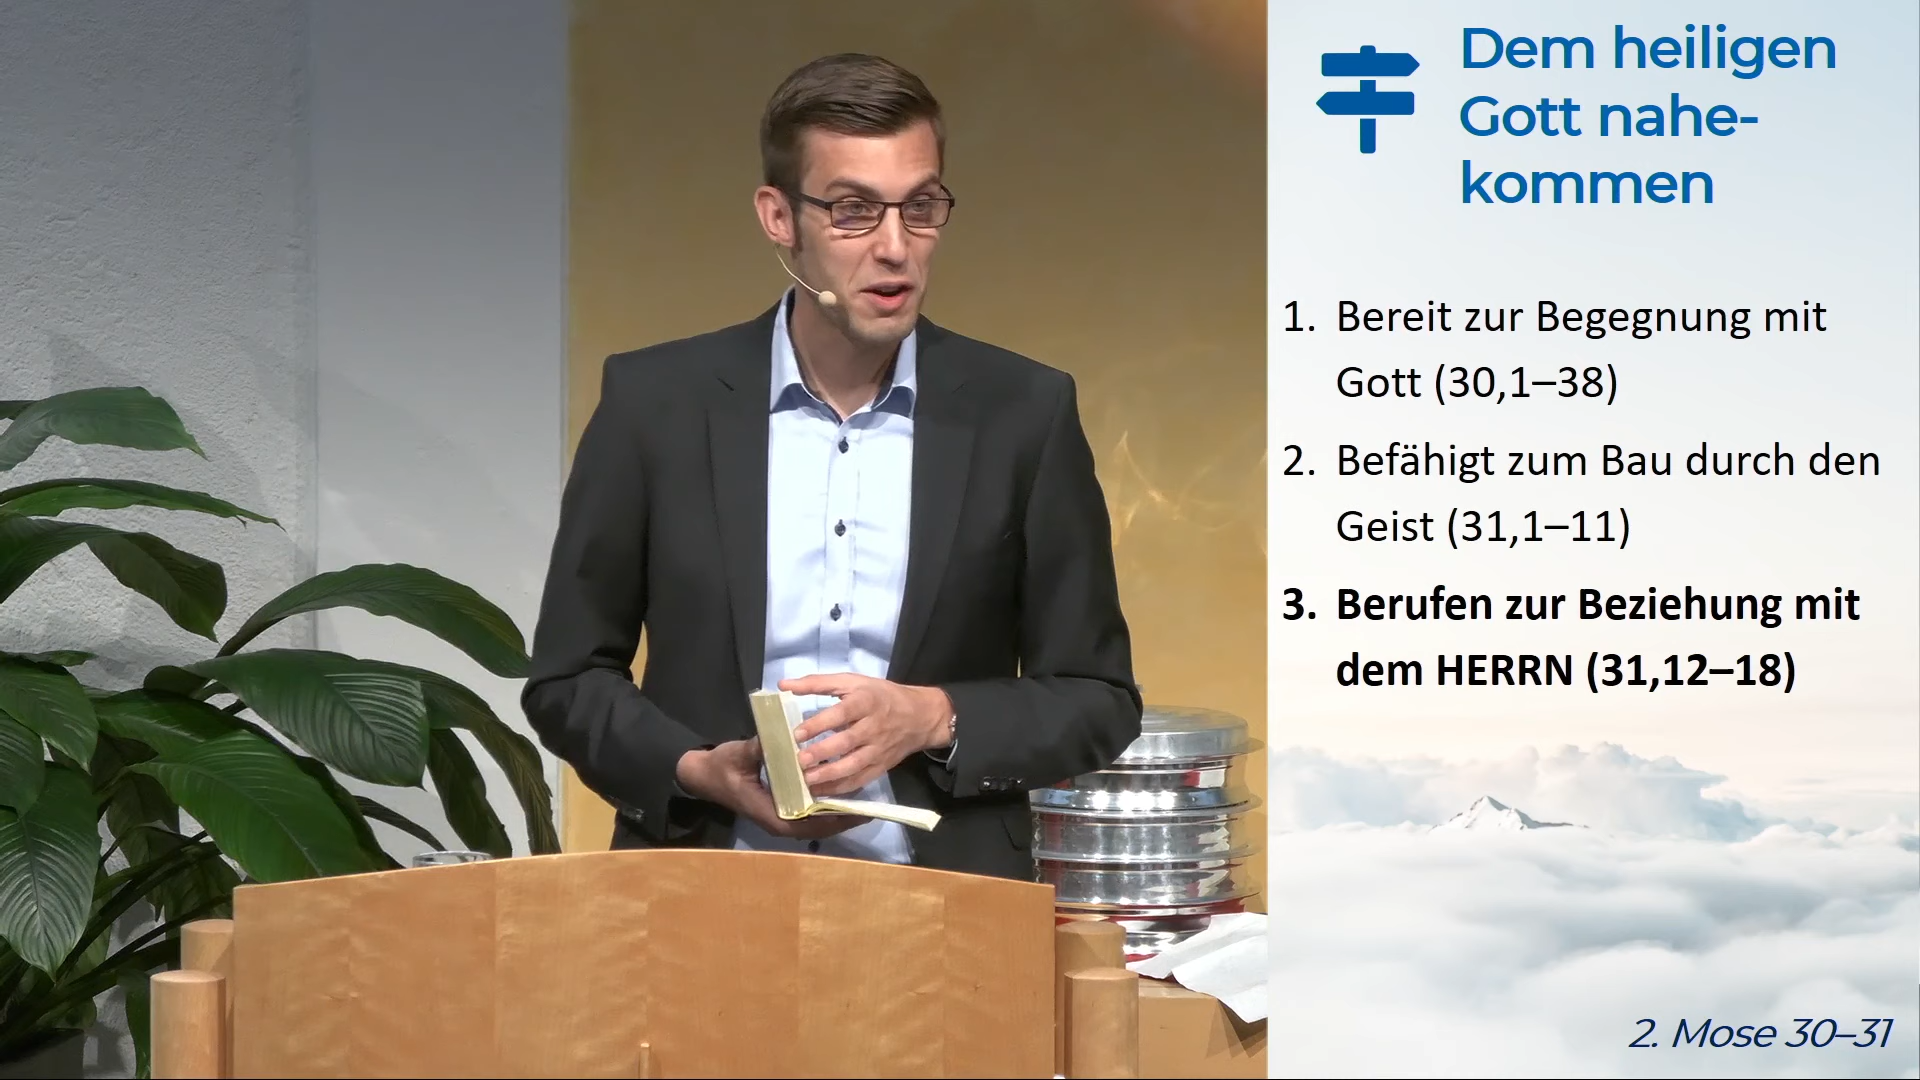 Dem heiligen
Gott nahe-
kommen
1. Bereit zur Begegnung mit
Gott (30,1–38)
2. Befähigt zum Bau durch den
Geist (31,1–11)
3. Berufen zur Beziehung mit
dem HERRN (31,12–18)
2. Mose 30–31